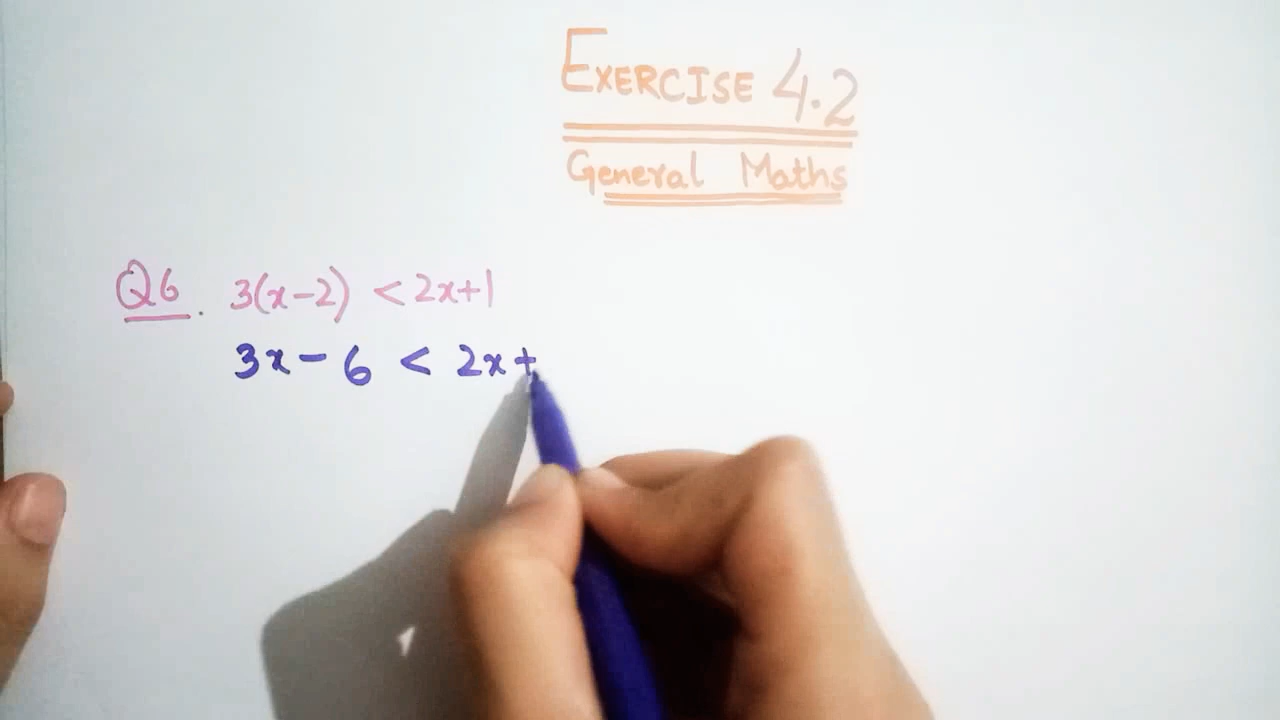 EXERCISE 4.2
General Maths
Q6. 3(x-2) < 2x+1
3x - 6 < 2x+